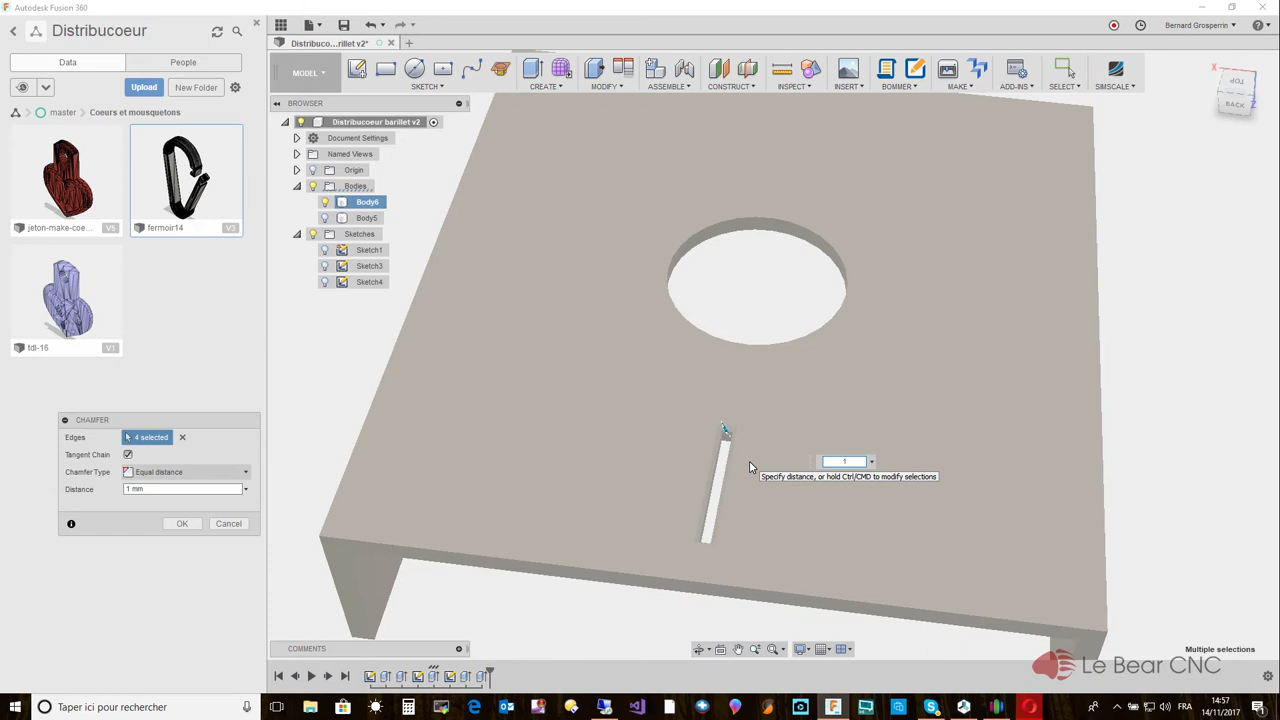 Autodesk Fusion 360
Distribucoeur
Data
People
Upload
New Folder
master
Coeurs et mousquetons
jeton-make-coe...
V5
fermoir14
V3
tdl-16
V1
Bernard Grosperrin
Distribuco...rillet v2*
MODEL
SKETCH
CREATE
MODIFY
ASSEMBLE
CONSTRUCT
INSPECT
INSERT
BOMMER
MAKE
ADD-INS
SELECT
SIMSCALE
BROWSER
Distribucoeur barillet v2
Document Settings
Named Views
Origin
Bodies
Body6
Body5
Sketches
Sketch1
Sketch3
Sketch4
X
TOP
BACK
Z
CHAMFER
Edges
4 selected
Tangent Chain
Chamfer Type
Equal distance
Distance
1 mm
OK
Cancel
1
Specify distance, or hold Ctrl/CMD to modify selections
COMMENTS
Multiple selections
Le Bear CNC
Taper ici pour rechercher
FRA
14:57
14/11/2017